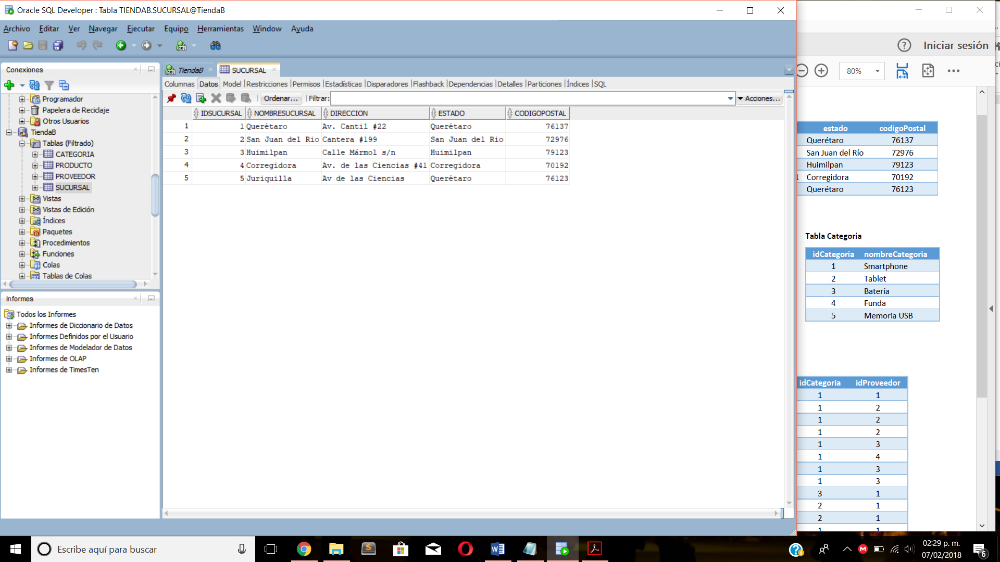 Oracle SQL Developer : Tabla TIENDAB.SUCURSAL@TiendaB
Archivo Editar Ver Navegar Ejecutar Equipo Herramientas Window Ayuda
Conexiones
Programador
Papelera de Reciclaje
Otros Usuarios
TiendaB
Tablas (Filtrado)
CATEGORIA
PRODUCTO
PROVEEDOR
SUCURSAL
Vistas
Vistas de Edición
Índices
Paquetes
Procedimientos
Funciones
Colas
Tablas de Colas
Informes
Todos los Informes
Informes de Diccionario de Datos
Informes Definidos por el Usuario
Informes de Modelador de Datos
Informes de OLAP
Informes de TimesTen
TiendaB SUCURSAL
Columnas Datos Model Restricciones Permisos Estadísticas Disparadores Flashback Dependencias Detalles Particiones Índices SQL
Ordenar... Filtrar: Acciones...
IDSUCURSAL NOMBRESUCURSAL DIRECCION ESTADO CODIGOPOSTAL
1 1 Querétaro Av. Cantil #22 Querétaro 76137
2 2 San Juan del Rio Cantera #199 San Juan del Rio 72976
3 3 Huimilpan Calle Mármol s/n Huimilpan 79123
4 4 Corregidora Av. de las Ciencias #41 Corregidora 70192
5 5 Juriquilla Av de las Ciencias Querétaro 76123
Iniciar sesión
80%
estado codigoPostal
Querétaro 76137
San Juan del Río 72976
Huimilpan 79123
1 Corregidora 70192
Querétaro 76123
Tabla Categoría
idCategoria nombreCategoria
1 Smartphone
2 Tablet
3 Batería
4 Funda
5 Memoria USB
idCategoria idProveedor
1 1
1 2
1 2
1 2
1 3
1 4
1 3
1 3
3 1
2 1
2 1
1 1
Escribe aquí para buscar
02:29 p. m.
07/02/2018
6